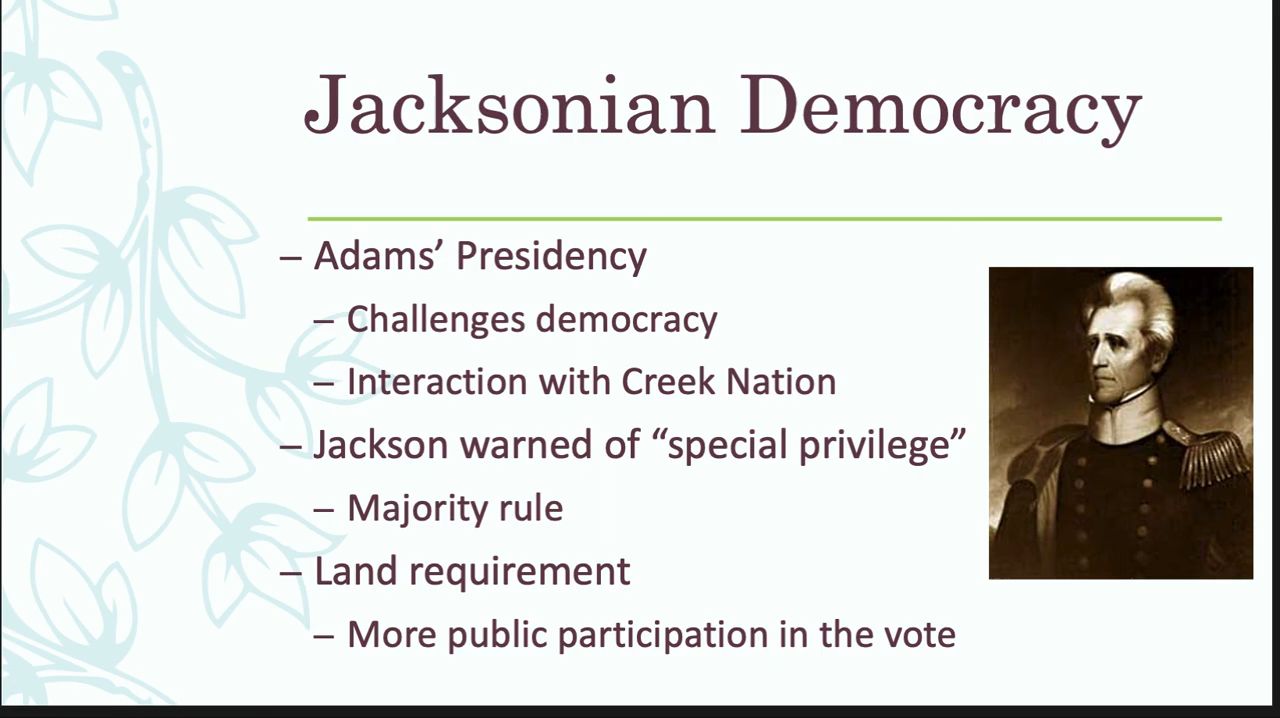 Jacksonian Democracy
– Adams’ Presidency
– Challenges democracy
– Interaction with Creek Nation
– Jackson warned of “special privilege”
– Majority rule
– Land requirement
– More public participation in the vote